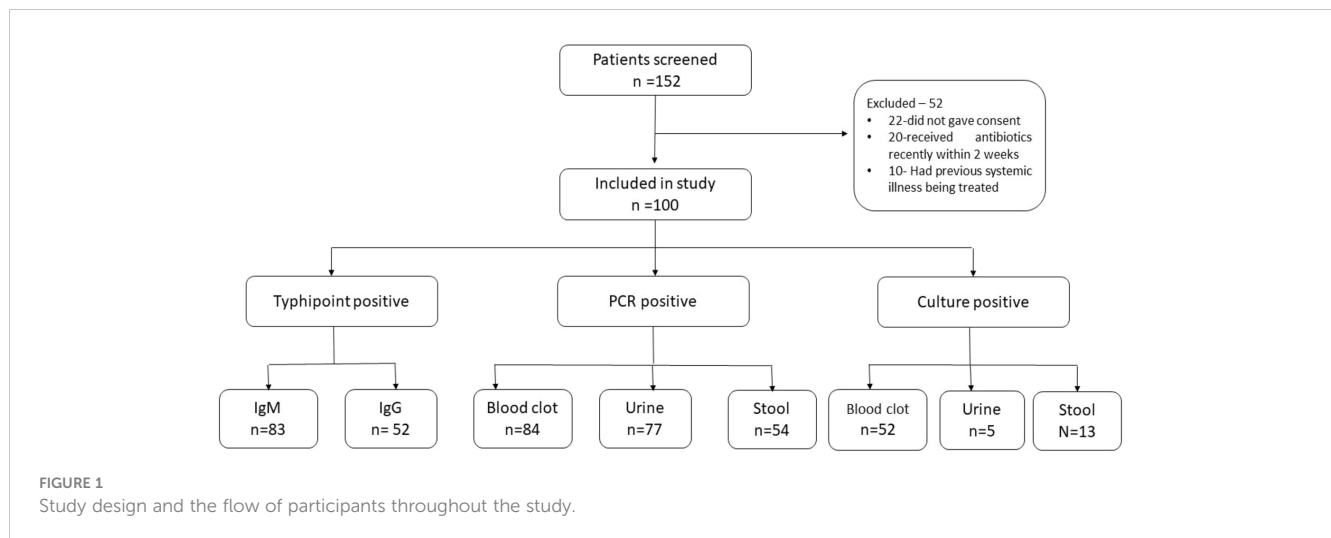 Patients screened
n =152
Excluded – 52
• 22-did not gave consent
• 20-received antibiotics
recently within 2 weeks
• 10- Had previous systemic
illness being treated
Included in study
n =100
Typhipoint positive
PCR positive
Culture positive
IgM
n=83
IgG
n= 52
Blood clot
n=84
Urine
n=77
Stool
n=54
Blood clot
n=52
Urine
n=5
Stool
N=13
FIGURE 1
Study design and the flow of participants throughout the study.